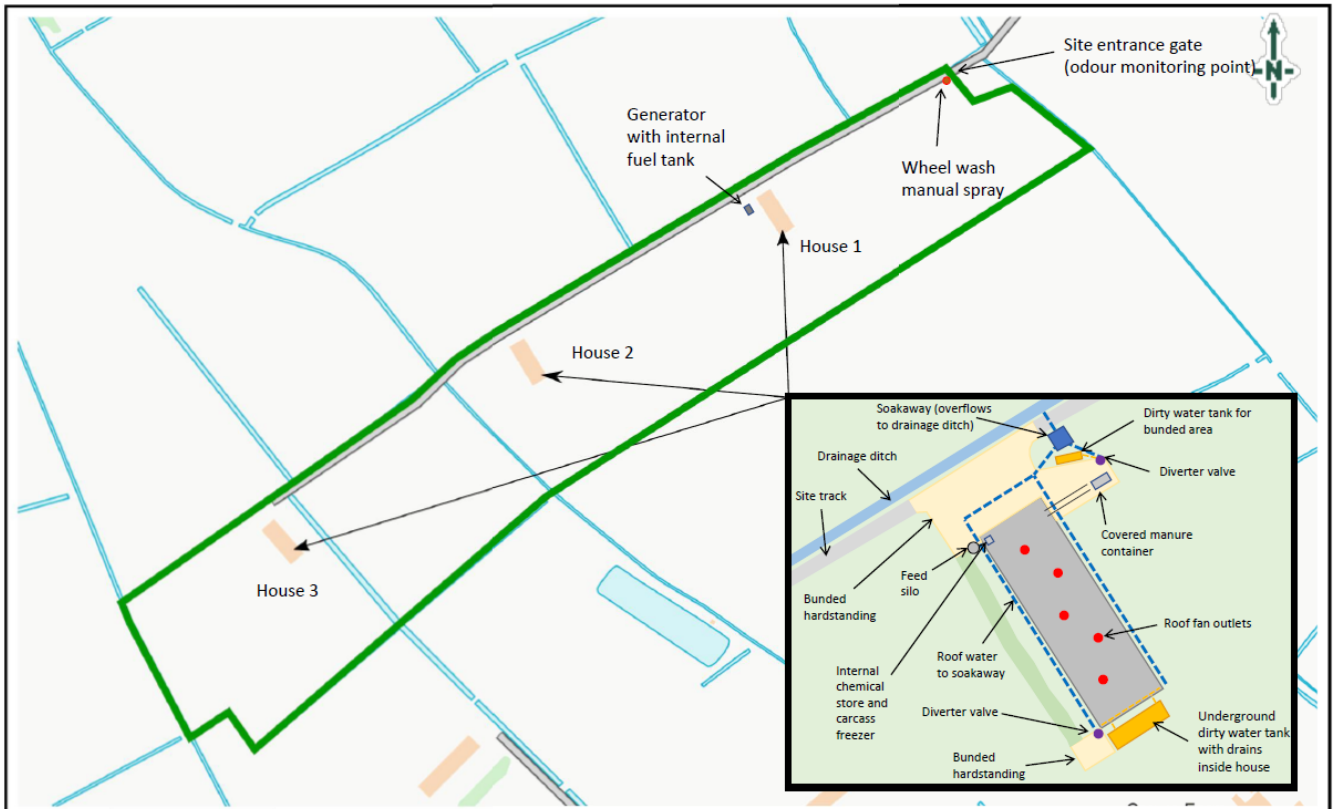 Site entrance gate
(odour monitoring point)
N
Generator
with internal
fuel tank
Wheel wash
manual spray
House 1
House 2
House 3
Soakaway (overflows
to drainage ditch)
Dirty water tank for
bunded area
Drainage ditch
Diverter valve
Site track
Covered manure
container
Feed
silo
Bunded
hardstanding
Roof fan outlets
Roof water
to soakaway
Internal
chemical
store and
carcass
freezer
Diverter valve
Underground
dirty water tank
with drains
inside house
Bunded
hardstanding